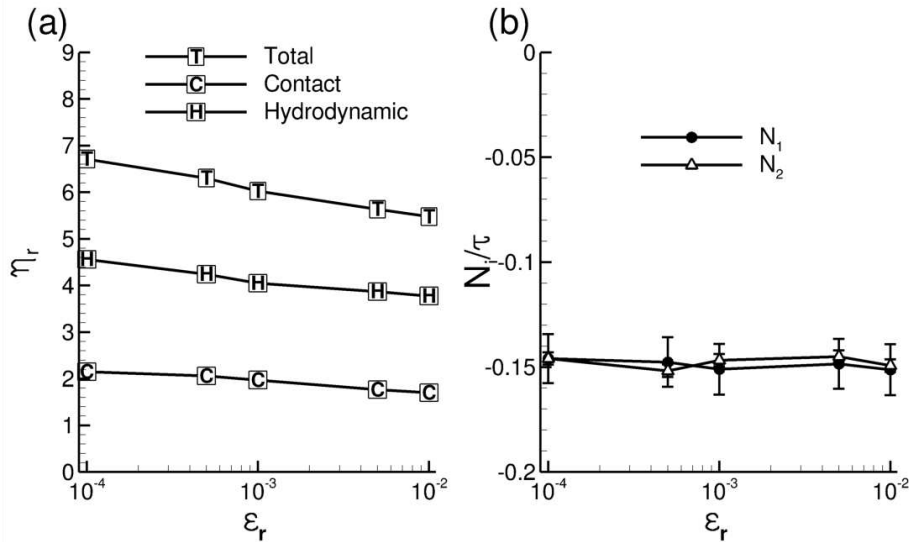 (a)
9
8
7
6
5
4
3
2
1
0
T Total
C Contact
H Hydrodynamic
T T T T T
H H H H H
C C C C C
ηr
10-4 10-3 10-2
εr
(b)
0
-0.05
-0.1
-0.15
-0.2
N1
N2
Ni/τ
10-4 10-3 10-2
εr